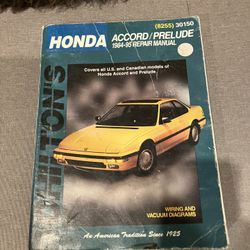 (8255) 30150
HONDA
ACCORD/PRELUDE
1984-95 REPAIR MANUAL
Covers all U.S. and Canadian models of
Honda Accord and Prelude
CHILTON'S
WIRING AND
VACUUM DIAGRAMS
An American Tradition Since 1925